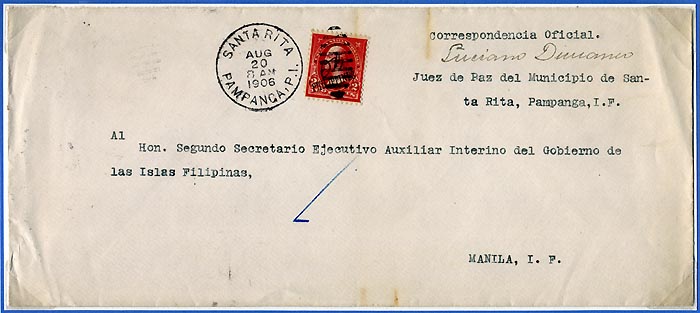 SANTA RITA
AUG
20
8 AM
1906
PAMPANGA, P.I.
Correspondencia Oficial.
Luciano
Juez de Paz del Municipio de San-
ta Rita, Pampanga, I.F.
Al
Hon. Segundo Secretario Ejecutivo Auxiliar Interino del Gobierno de
las Islas Filipinas,
MANILA, I. F.